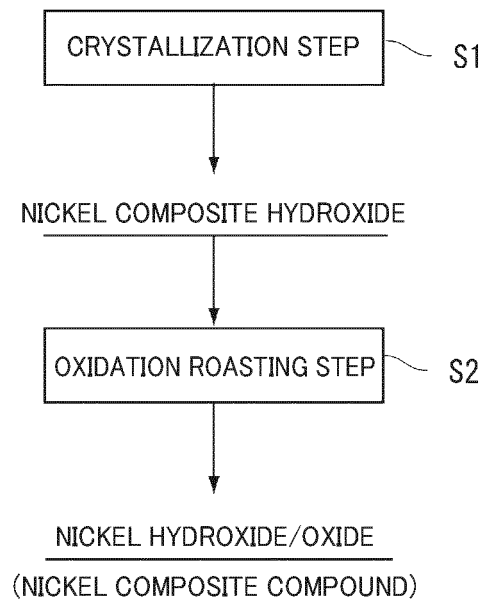 CRYSTALLIZATION STEP S1
NICKEL COMPOSITE HYDROXIDE
OXIDATION ROASTING STEP S2
NICKEL HYDROXIDE/OXIDE
(NICKEL COMPOSITE COMPOUND)